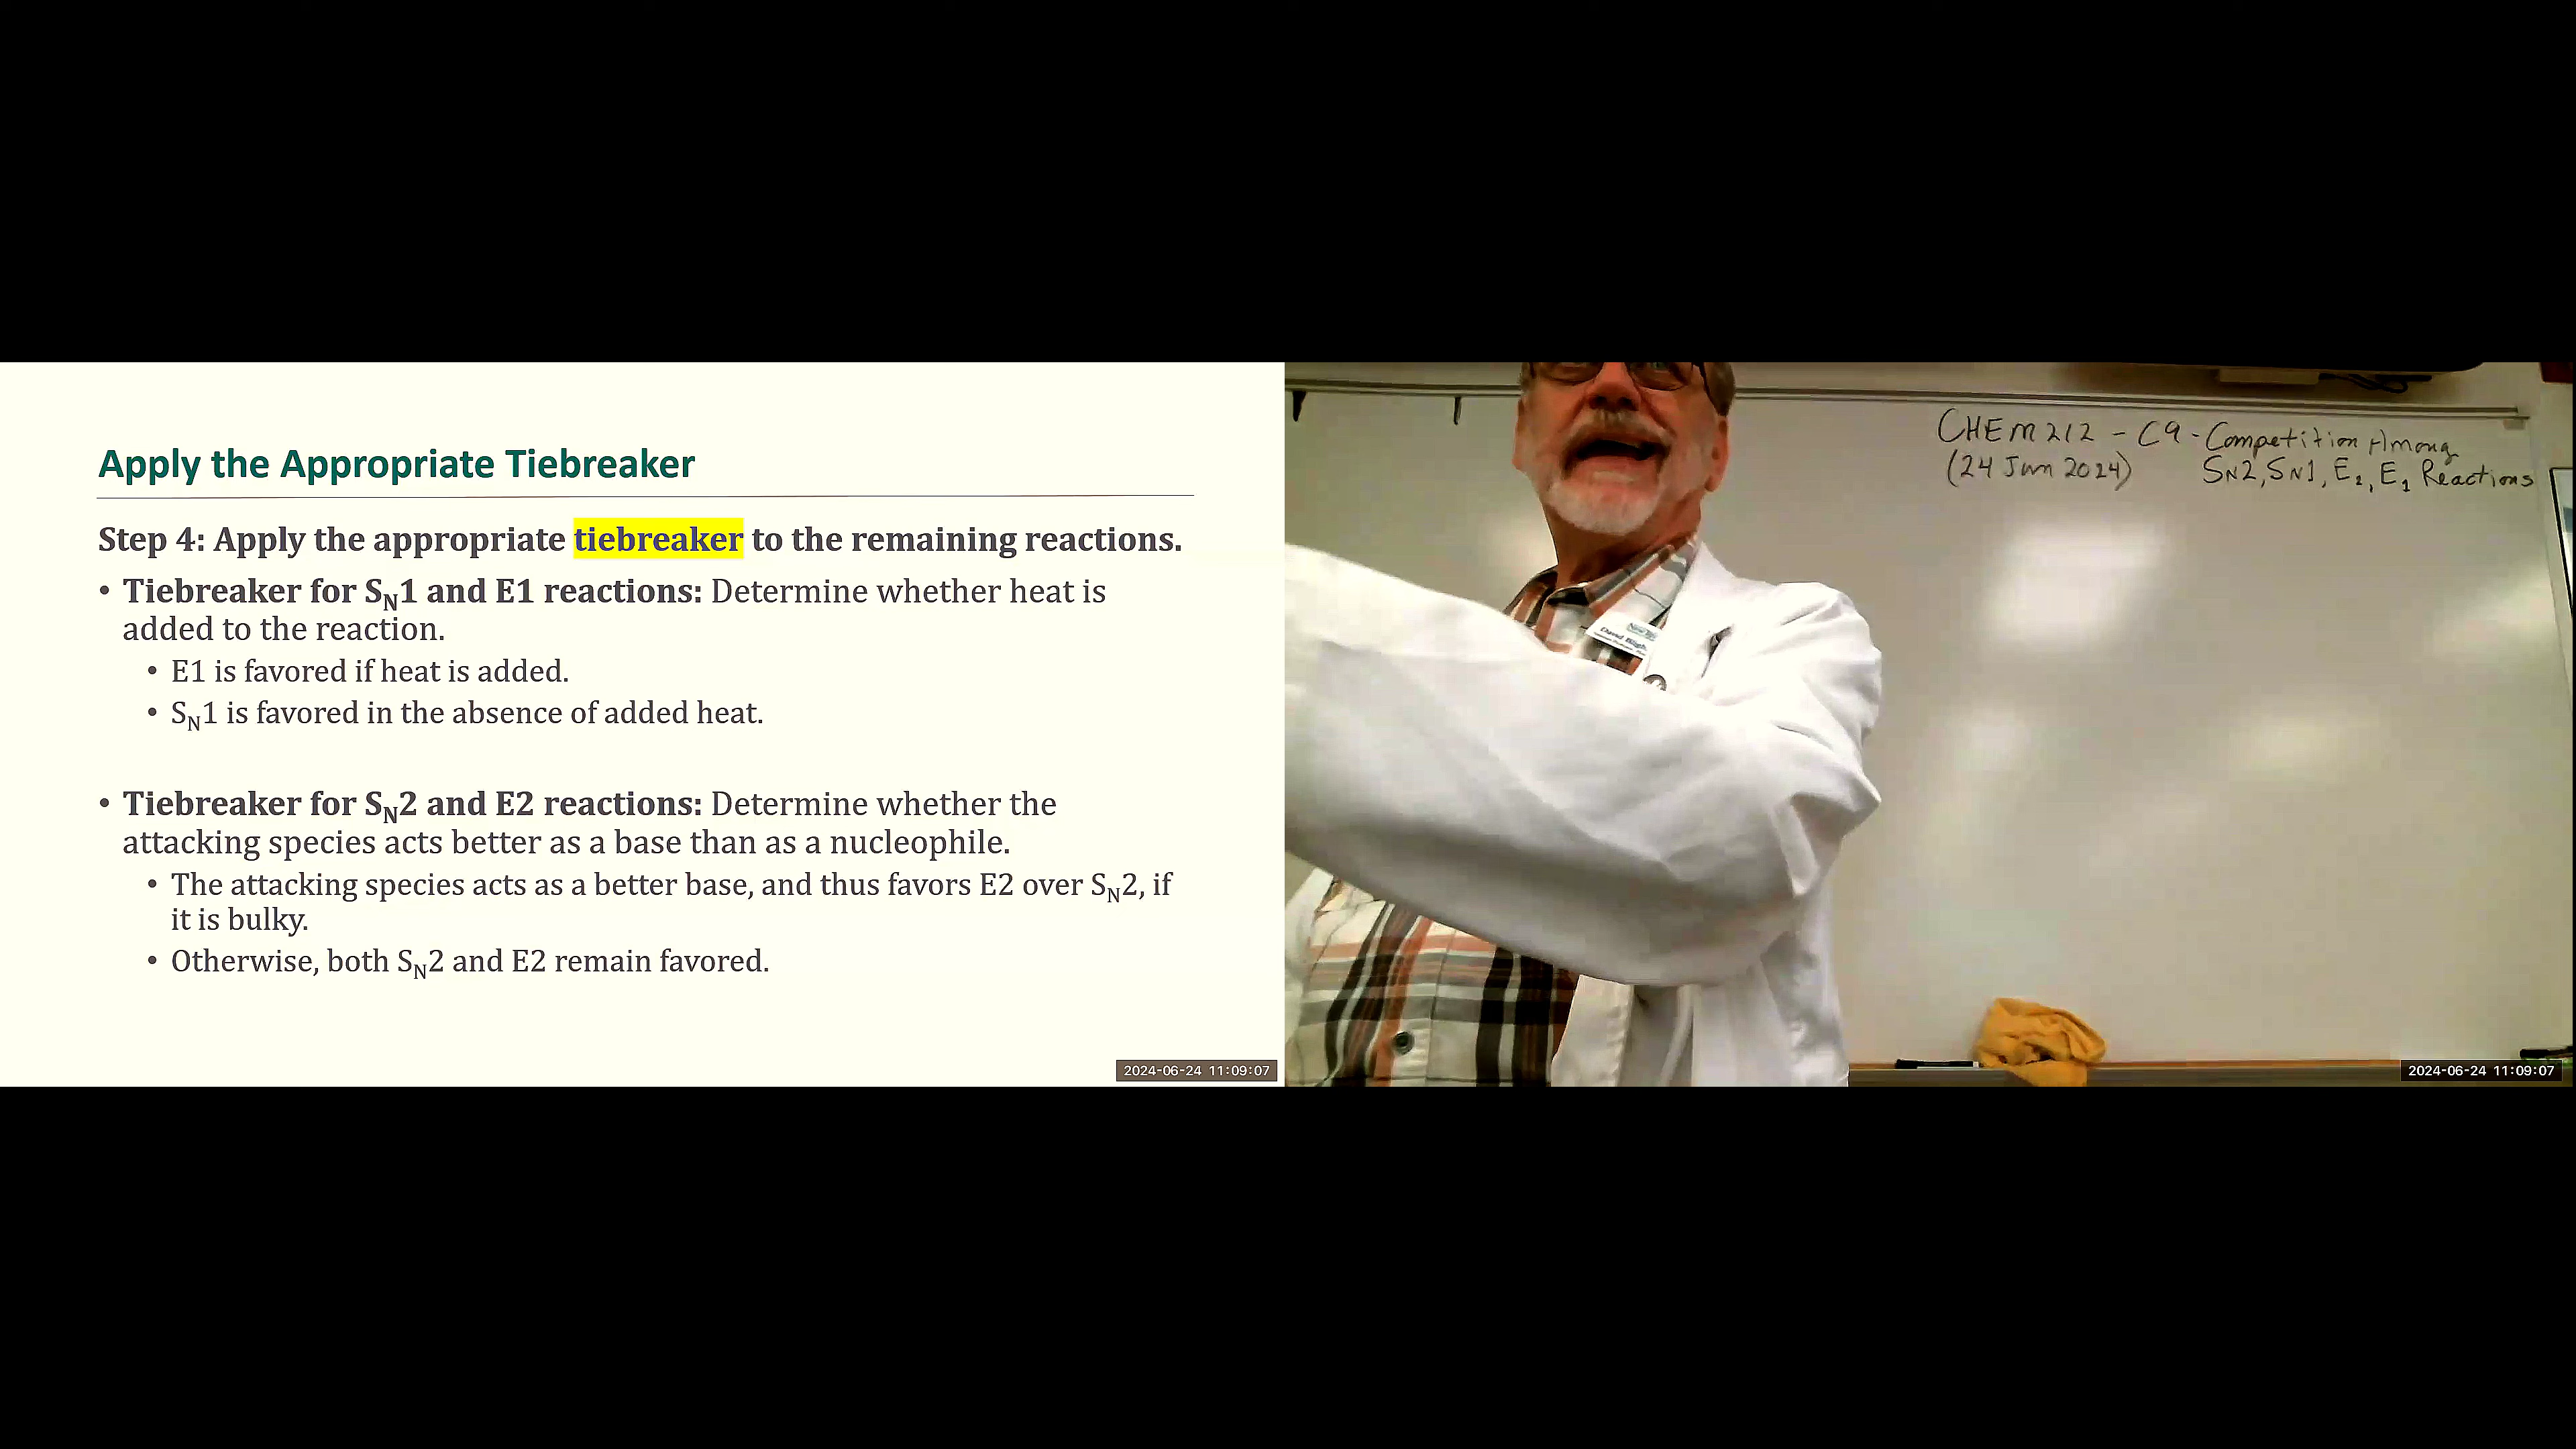 Apply the Appropriate Tiebreaker
Step 4: Apply the appropriate tiebreaker to the remaining reactions.
• Tiebreaker for SN1 and E1 reactions: Determine whether heat is
added to the reaction.
• E1 is favored if heat is added.
• SN1 is favored in the absence of added heat.
• Tiebreaker for SN2 and E2 reactions: Determine whether the
attacking species acts better as a base than as a nucleophile.
• The attacking species acts as a better base, and thus favors E2 over SN2, if
it is bulky.
• Otherwise, both SN2 and E2 remain favored.
2024-06-24 11:09:07
CHEM 212 - C9 - Competition Among
(24 Jun 2024) SN2, SN1, E2, E1 Reactions
David
2024-06-24 11:09:07